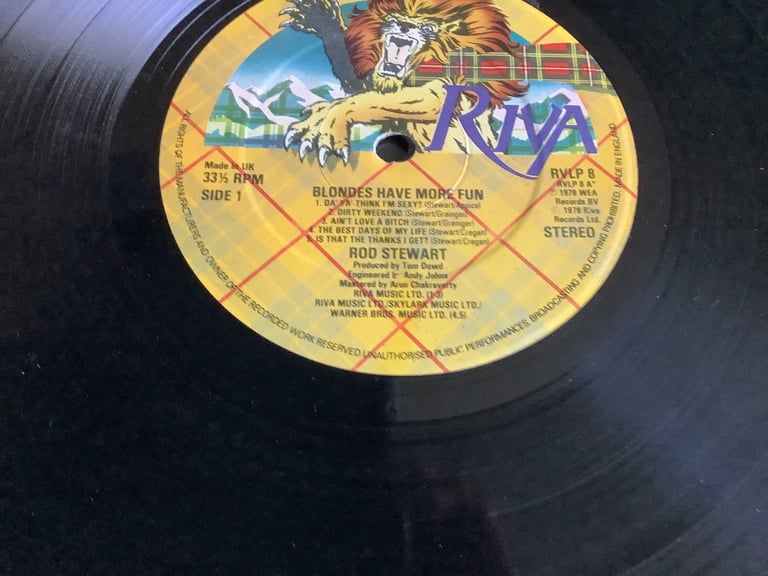 RIVA
Made in UK
33⅓ RPM
SIDE 1
RVLP 8
RVLP 8 A
℗ 1978 WEA
Records BV
© 1978 Riva
Records Ltd.
STEREO
BLONDES HAVE MORE FUN
1. DA' YA' THINK I'M SEXY? (Stewart/Appice)
2. DIRTY WEEKEND (Stewart/Grainger)
3. AIN'T LOVE A BITCH (Stewart/Grainger)
4. THE BEST DAYS OF MY LIFE (Stewart/Cregan)
5. IS THAT THE THANKS I GET? (Stewart/Cregan)
ROD STEWART
Produced by Tom Dowd
Engineered by Andy Johns
Mastered by Arun Chakraverty
RIVA MUSIC LTD. (1-3)
RIVA MUSIC LTD./SKYLARK MUSIC LTD./
WARNER BROS. MUSIC LTD. (4,5)
ALL RIGHTS OF THE MANUFACTURERS AND OWNER OF THE RECORDED WORK RESERVED. UNAUTHORISED PUBLIC PERFORMANCES, BROADCASTING AND COPYING PROHIBITED. MADE IN ENGLAND